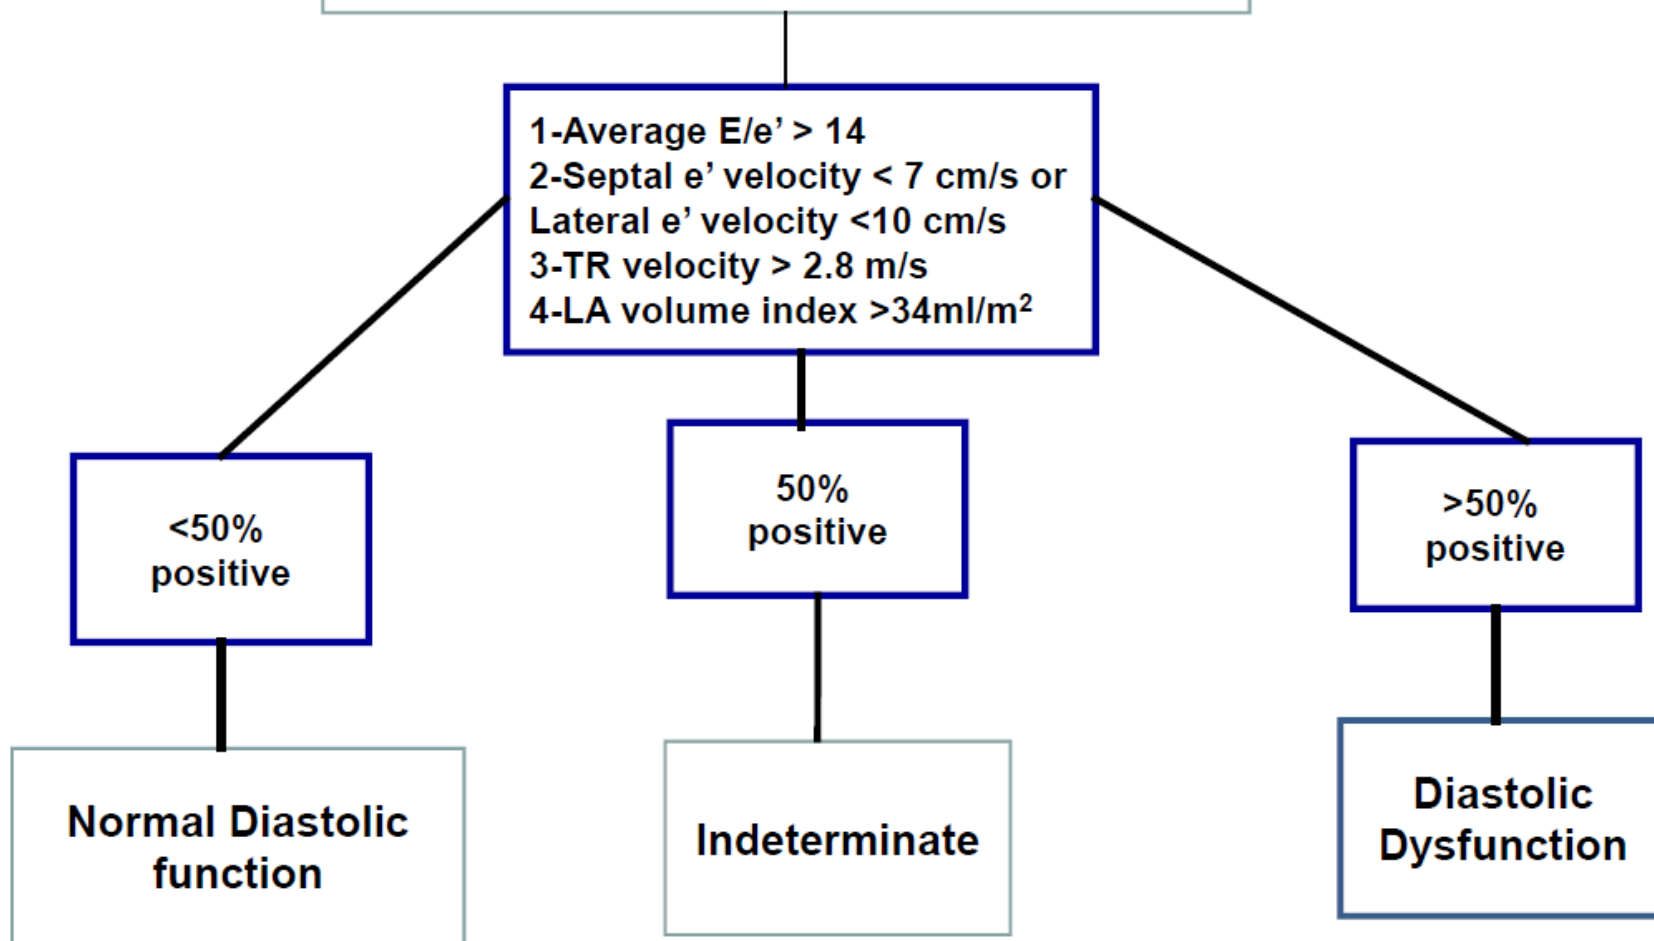 1-Average E/e’ > 14
2-Septal e’ velocity < 7 cm/s or
Lateral e’ velocity <10 cm/s
3-TR velocity > 2.8 m/s
4-LA volume index >34ml/m²
<50%
positive
50%
positive
>50%
positive
Normal Diastolic
function
Indeterminate
Diastolic
Dysfunction